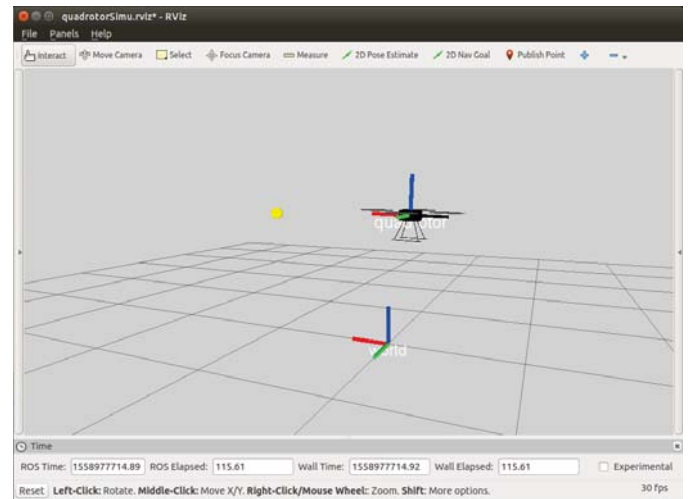 quadrotorSimu.rviz* - RViz
File Panels Help
Interact Move Camera Select Focus Camera Measure 2D Pose Estimate 2D Nav Goal Publish Point
quadrotor
world
Time
ROS Time: 1558977714.89 ROS Elapsed: 115.61 Wall Time: 1558977714.92 Wall Elapsed: 115.61 Experimental
Reset Left-Click: Rotate. Middle-Click: Move X/Y. Right-Click/Mouse Wheel: Zoom. Shift: More options. 30 fps